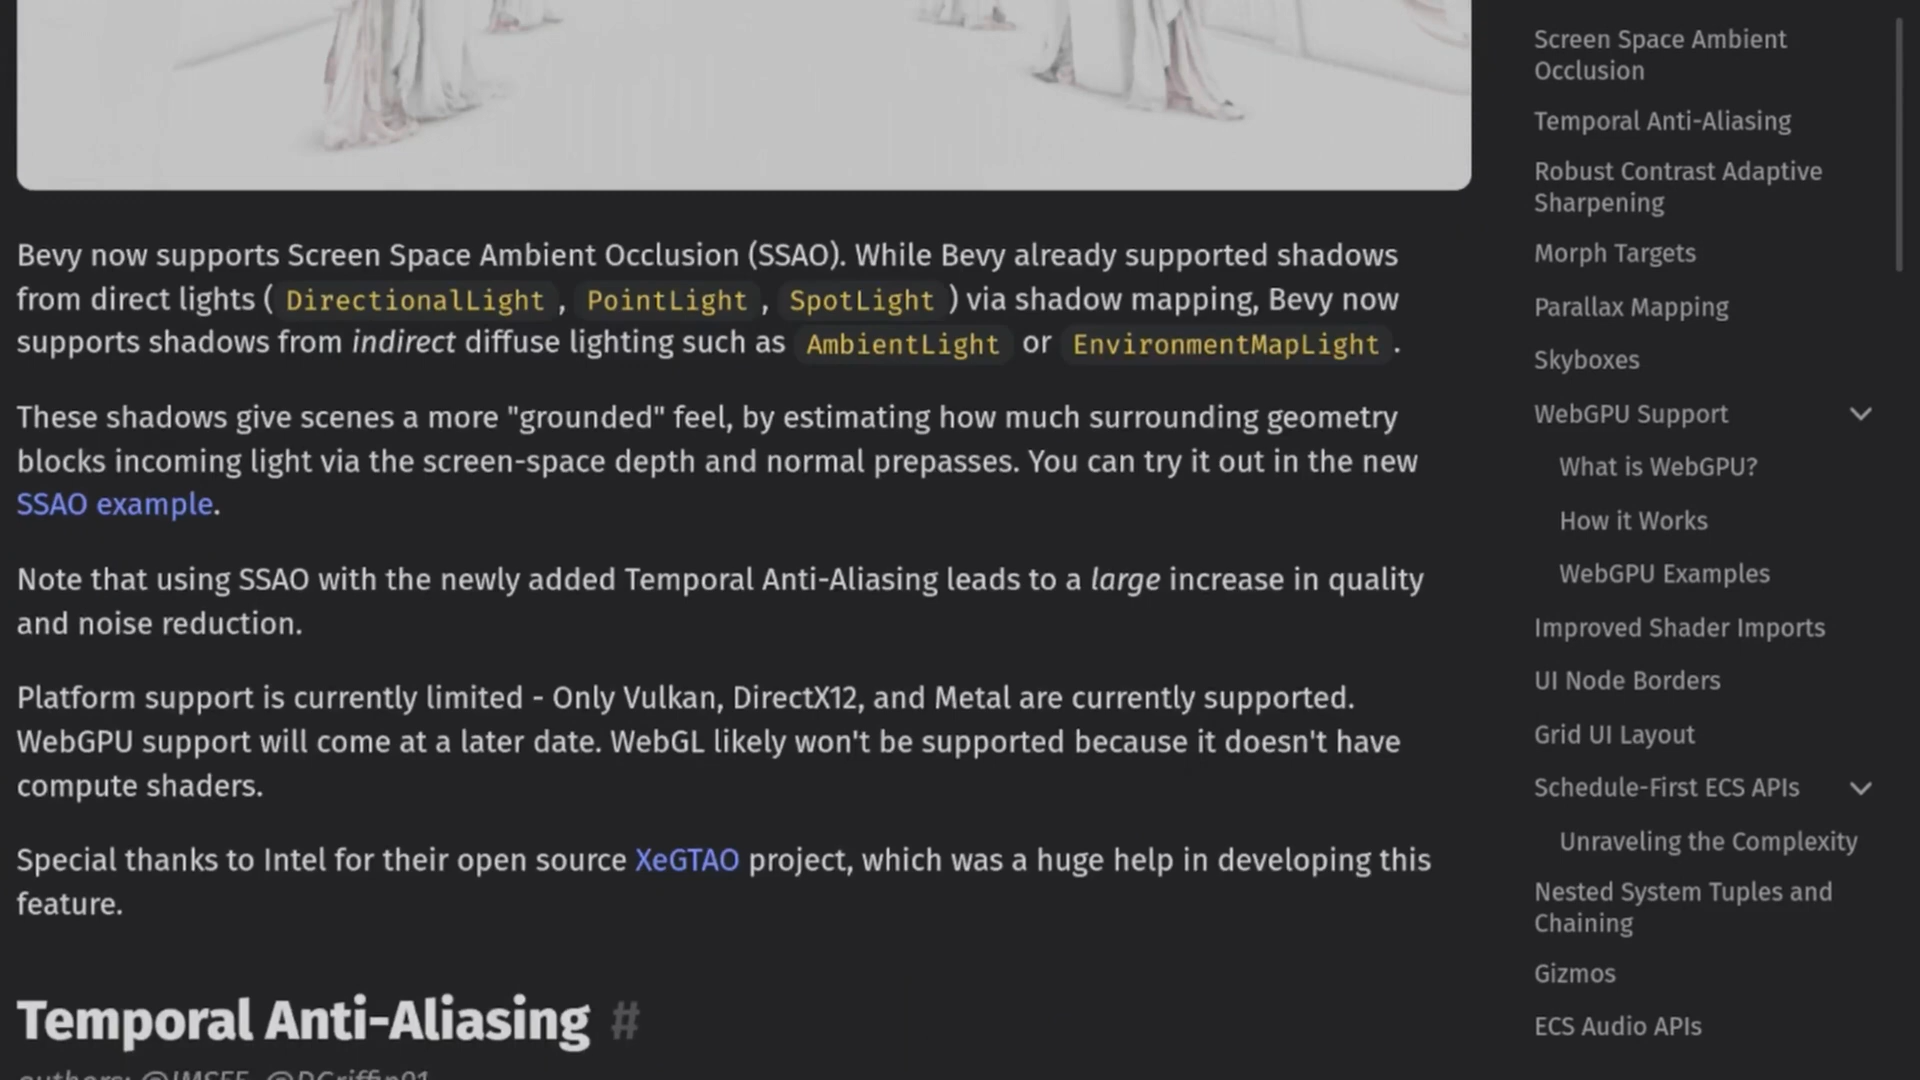 Bevy now supports Screen Space Ambient Occlusion (SSAO). While Bevy already supported shadows
from direct lights ( DirectionalLight , PointLight , SpotLight ) via shadow mapping, Bevy now
supports shadows from indirect diffuse lighting such as AmbientLight or EnvironmentMapLight .
These shadows give scenes a more "grounded" feel, by estimating how much surrounding geometry
blocks incoming light via the screen-space depth and normal prepasses. You can try it out in the new
SSAO example.
Note that using SSAO with the newly added Temporal Anti-Aliasing leads to a large increase in quality
and noise reduction.
Platform support is currently limited - Only Vulkan, DirectX12, and Metal are currently supported.
WebGPU support will come at a later date. WebGL likely won't be supported because it doesn't have
compute shaders.
Special thanks to Intel for their open source XeGTAO project, which was a huge help in developing this
feature.
Temporal Anti-Aliasing #
authors: @JMS55, @DGriffin91
Screen Space Ambient
Occlusion
Temporal Anti-Aliasing
Robust Contrast Adaptive
Sharpening
Morph Targets
Parallax Mapping
Skyboxes
WebGPU Support
What is WebGPU?
How it Works
WebGPU Examples
Improved Shader Imports
UI Node Borders
Grid UI Layout
Schedule-First ECS APIs
Unraveling the Complexity
Nested System Tuples and
Chaining
Gizmos
ECS Audio APIs